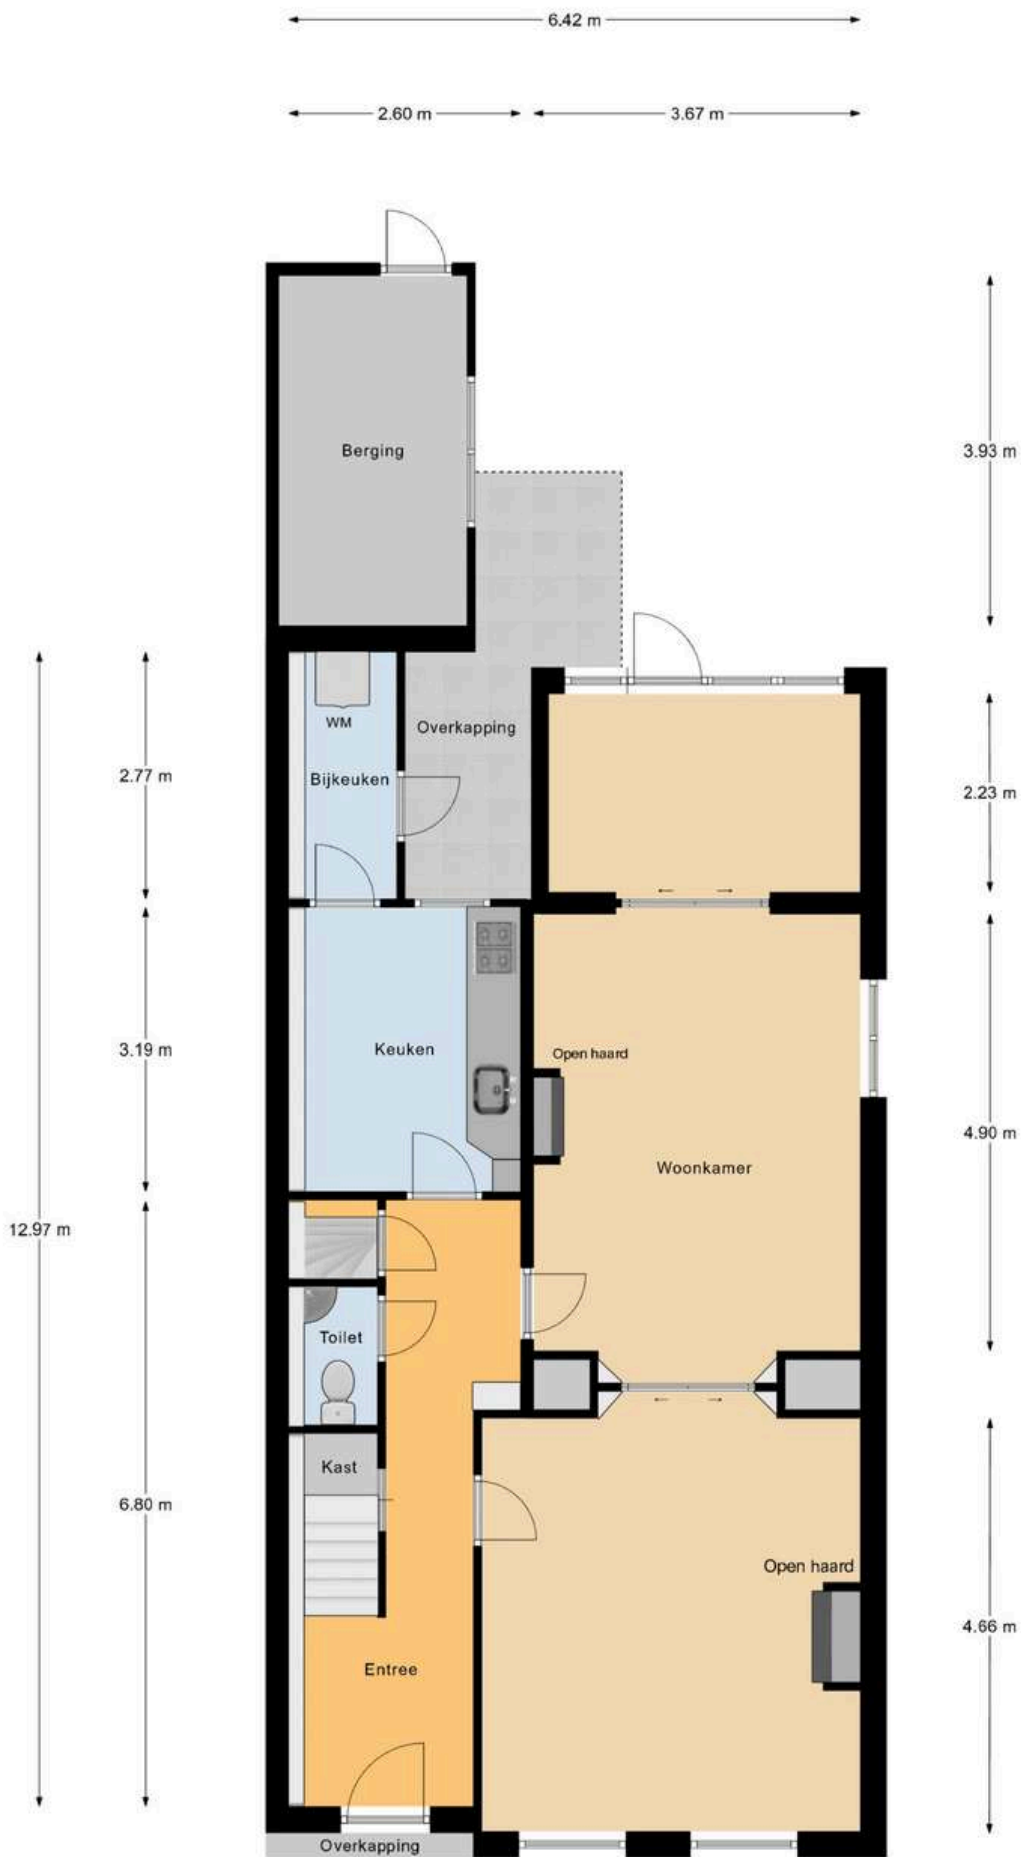 6.42 m
2.60 m
3.67 m
Berging
3.93 m
WM
Overkapping
Bijkeuken
2.77 m
2.23 m
Keuken
Open haard
3.19 m
4.90 m
Woonkamer
12.97 m
Toilet
Kast
6.80 m
Open haard
4.66 m
Entree
Overkapping